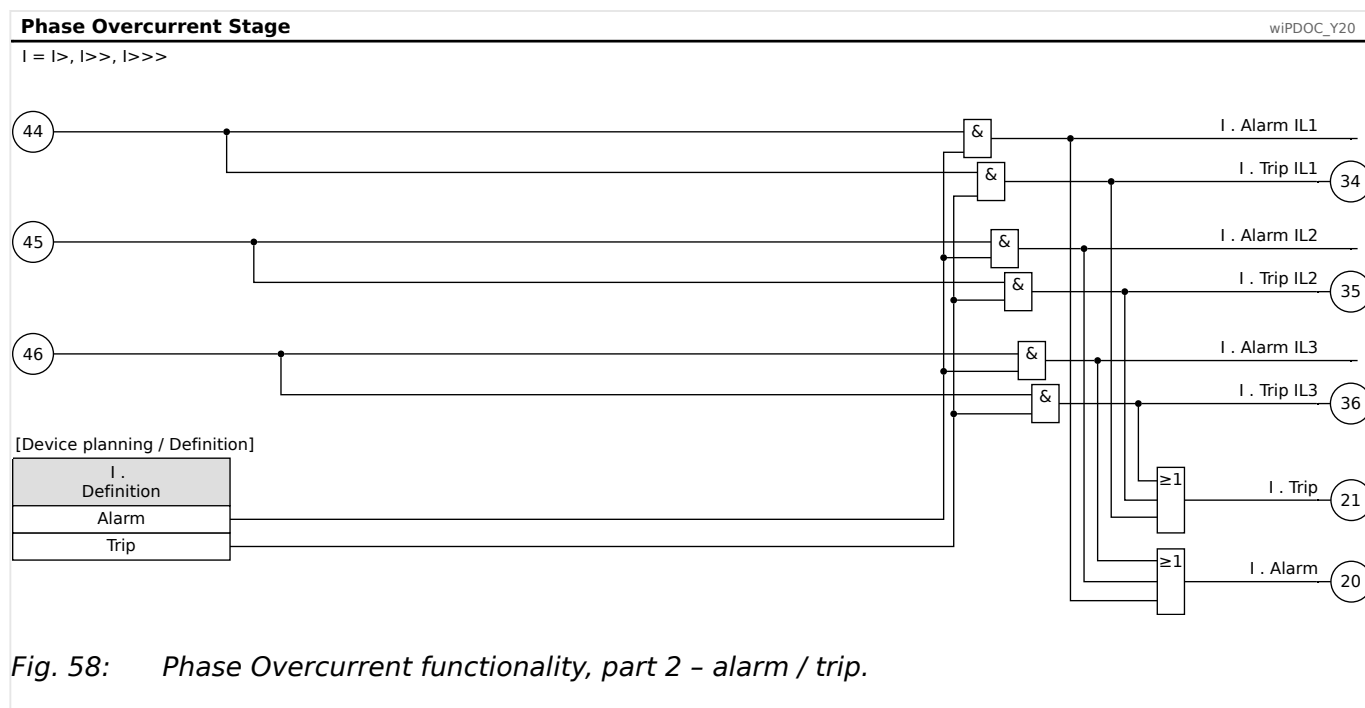 Phase Overcurrent Stage
wiPDOC_Y20
I = I>, I>>, I>>>
44
&
I . Alarm IL1
&
I . Trip IL1
34
45
&
I . Alarm IL2
&
I . Trip IL2
35
46
&
I . Alarm IL3
&
I . Trip IL3
36
[Device planning / Definition]
I .
Definition
Alarm
Trip
≥1
I . Trip
21
≥1
I . Alarm
20
Fig. 58: Phase Overcurrent functionality, part 2 – alarm / trip.